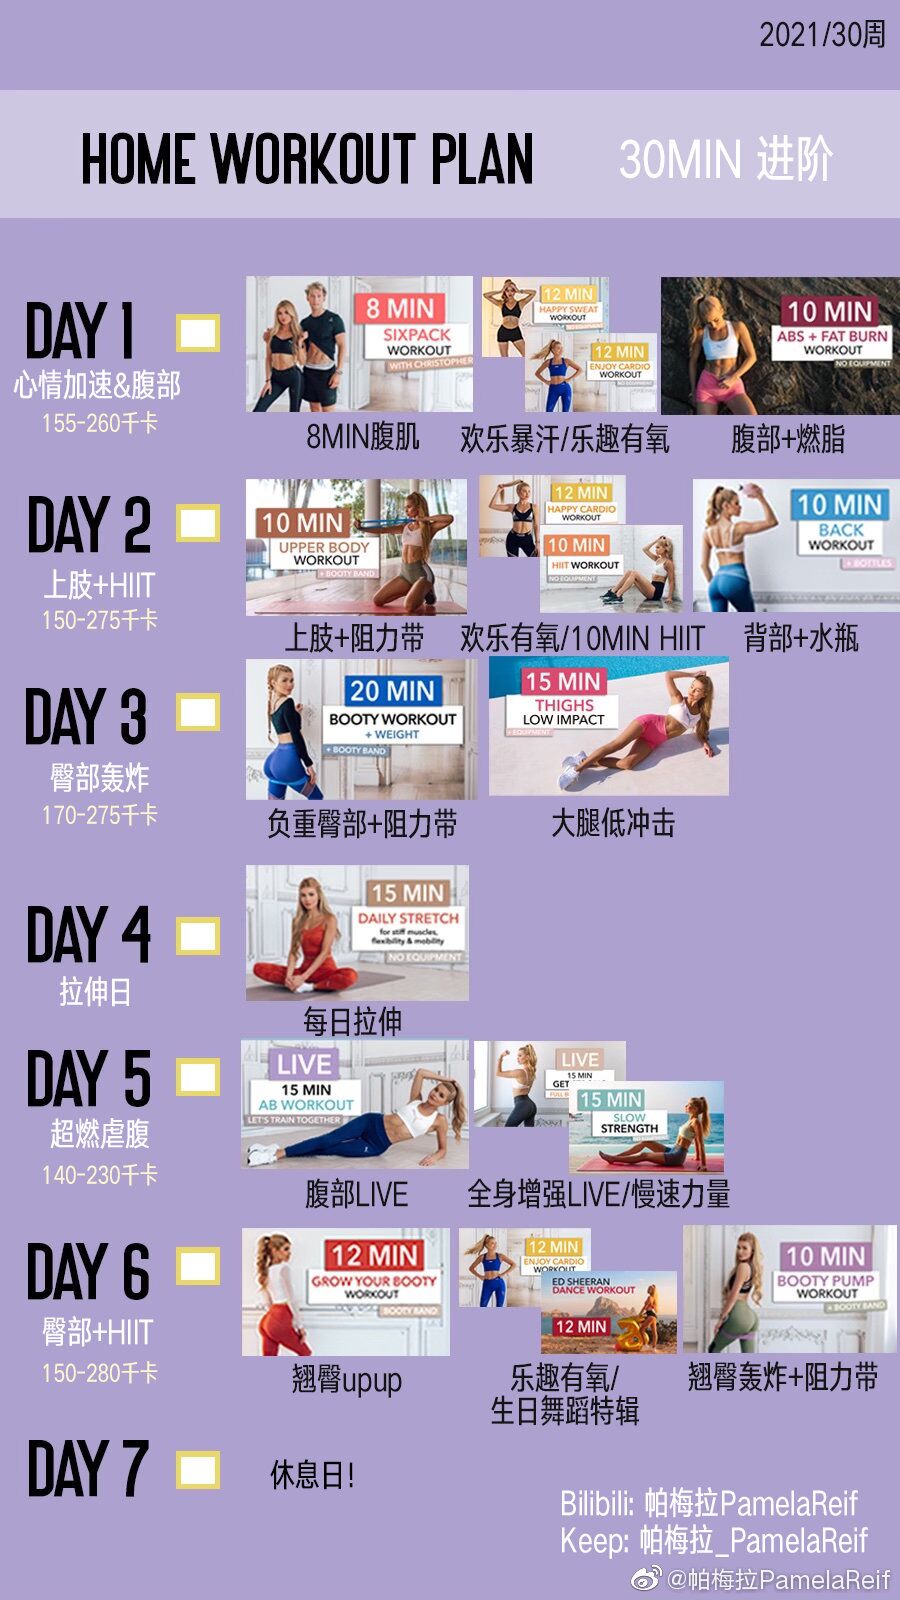 2021/30周
HOME WORKOUT PLAN
30MIN 进阶
DAY 1
心情加速&腹部
155-260千卡
8 MIN
SIXPACK
WORKOUT
WITH CHRISTOPHER
8MIN腹肌
12 MIN
HAPPY SWEAT
WORKOUT
NO EQUIPMENT
12 MIN
ENJOY CARDIO
WORKOUT
NO EQUIPMENT
欢乐暴汗/乐趣有氧
10 MIN
ABS + FAT BURN
WORKOUT
NO EQUIPMENT
腹部+燃脂
DAY 2
上肢+HIIT
150-275千卡
10 MIN
UPPER BODY
WORKOUT
+ BOOTY BAND
上肢+阻力带
12 MIN
HAPPY CARDIO
WORKOUT
10 MIN
HIIT WORKOUT
NO EQUIPMENT
欢乐有氧/10MIN HIIT
10 MIN
BACK
WORKOUT
+ BOTTLES
背部+水瓶
DAY 3
臀部轰炸
170-275千卡
20 MIN
BOOTY WORKOUT
+ WEIGHT
+ BOOTY BAND
负重臀部+阻力带
15 MIN
THIGHS
LOW IMPACT
+ EQUIPMENT
大腿低冲击
DAY 4
拉伸日
15 MIN
DAILY STRETCH
for stiff muscles,
flexibility & mobility
NO EQUIPMENT
每日拉伸
DAY 5
超燃虐腹
140-230千卡
LIVE
15 MIN
AB WORKOUT
LET'S TRAIN TOGETHER
腹部LIVE
LIVE
15 MIN
GET
FULL B
15 MIN
SLOW
STRENGTH
NO EQUIPMENT
全身增强LIVE/慢速力量
DAY 6
臀部+HIIT
150-280千卡
12 MIN
GROW YOUR BOOTY
WORKOUT
BOOTY BAND
翘臀upup
12 MIN
ENJOY CARDIO
WORKOUT
ED SHEERAN
DANCE WORKOUT
12 MIN
乐趣有氧/
生日舞蹈特辑
10 MIN
BOOTY PUMP
WORKOUT
+ BOOTY BAND
翘臀轰炸+阻力带
DAY 7
休息日!
Bilibili: 帕梅拉PamelaReif
Keep: 帕梅拉_PamelaReif
@帕梅拉PamelaReif